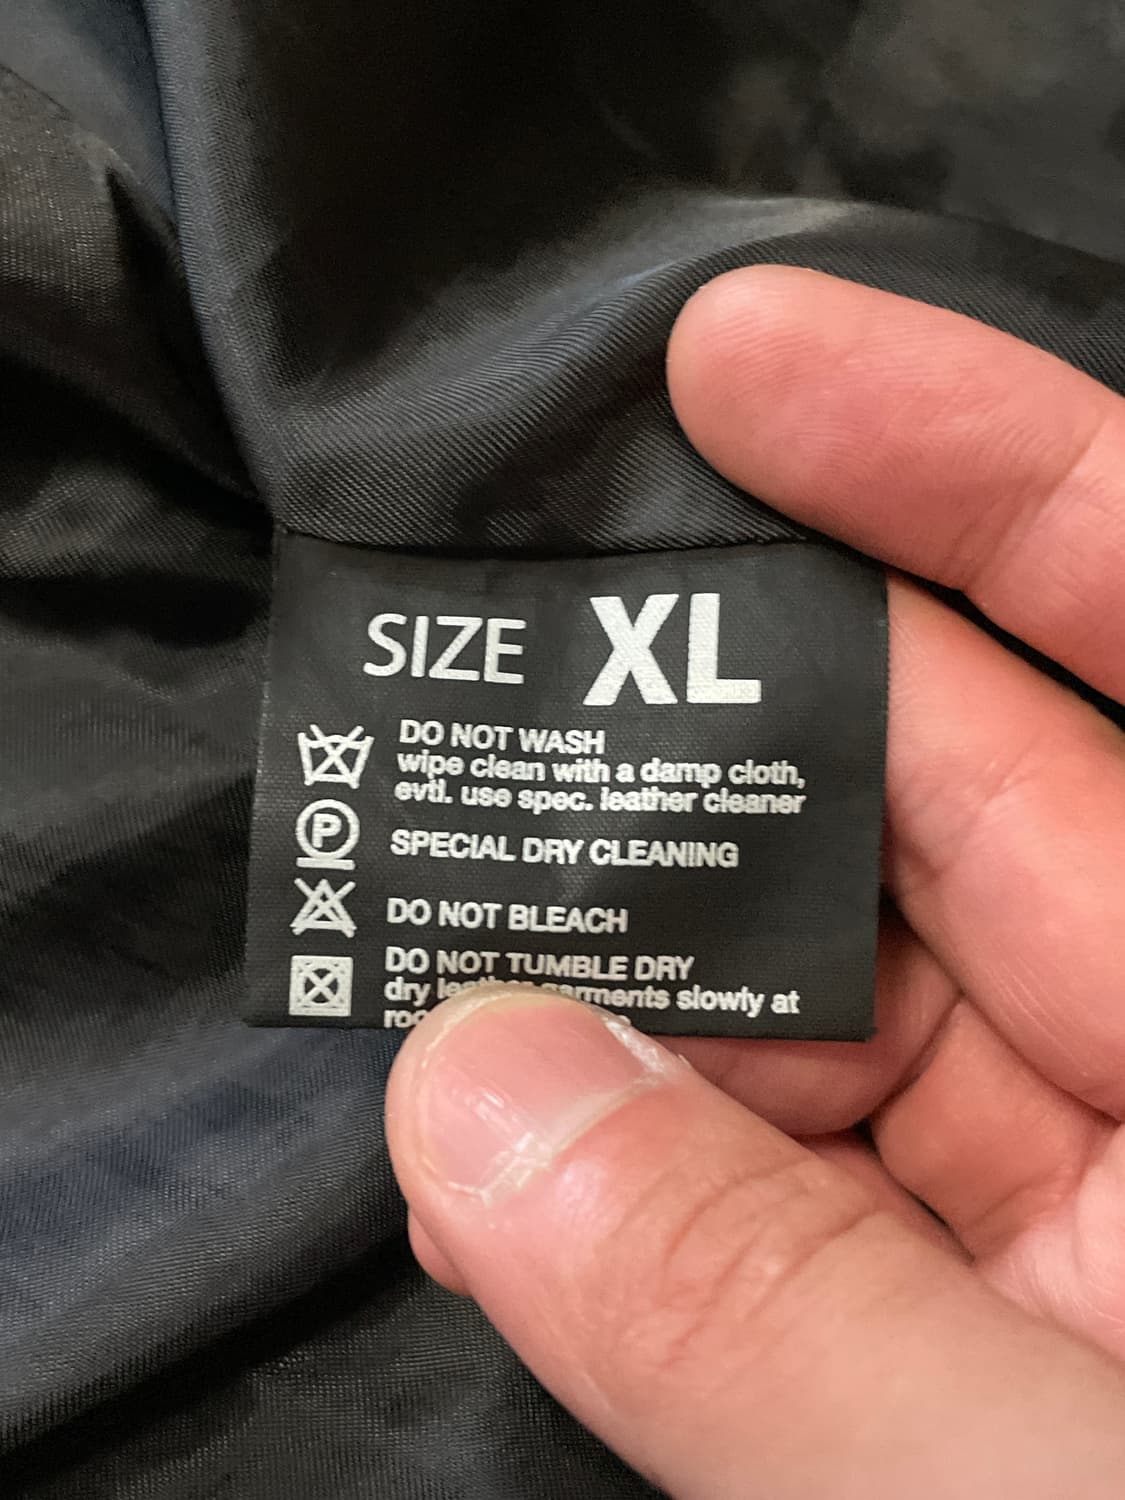 SIZE XL
DO NOT WASH
wipe clean with a damp cloth,
evtl. use spec. leather cleaner
P
SPECIAL DRY CLEANING
DO NOT BLEACH
DO NOT TUMBLE DRY
dry garments slowly at